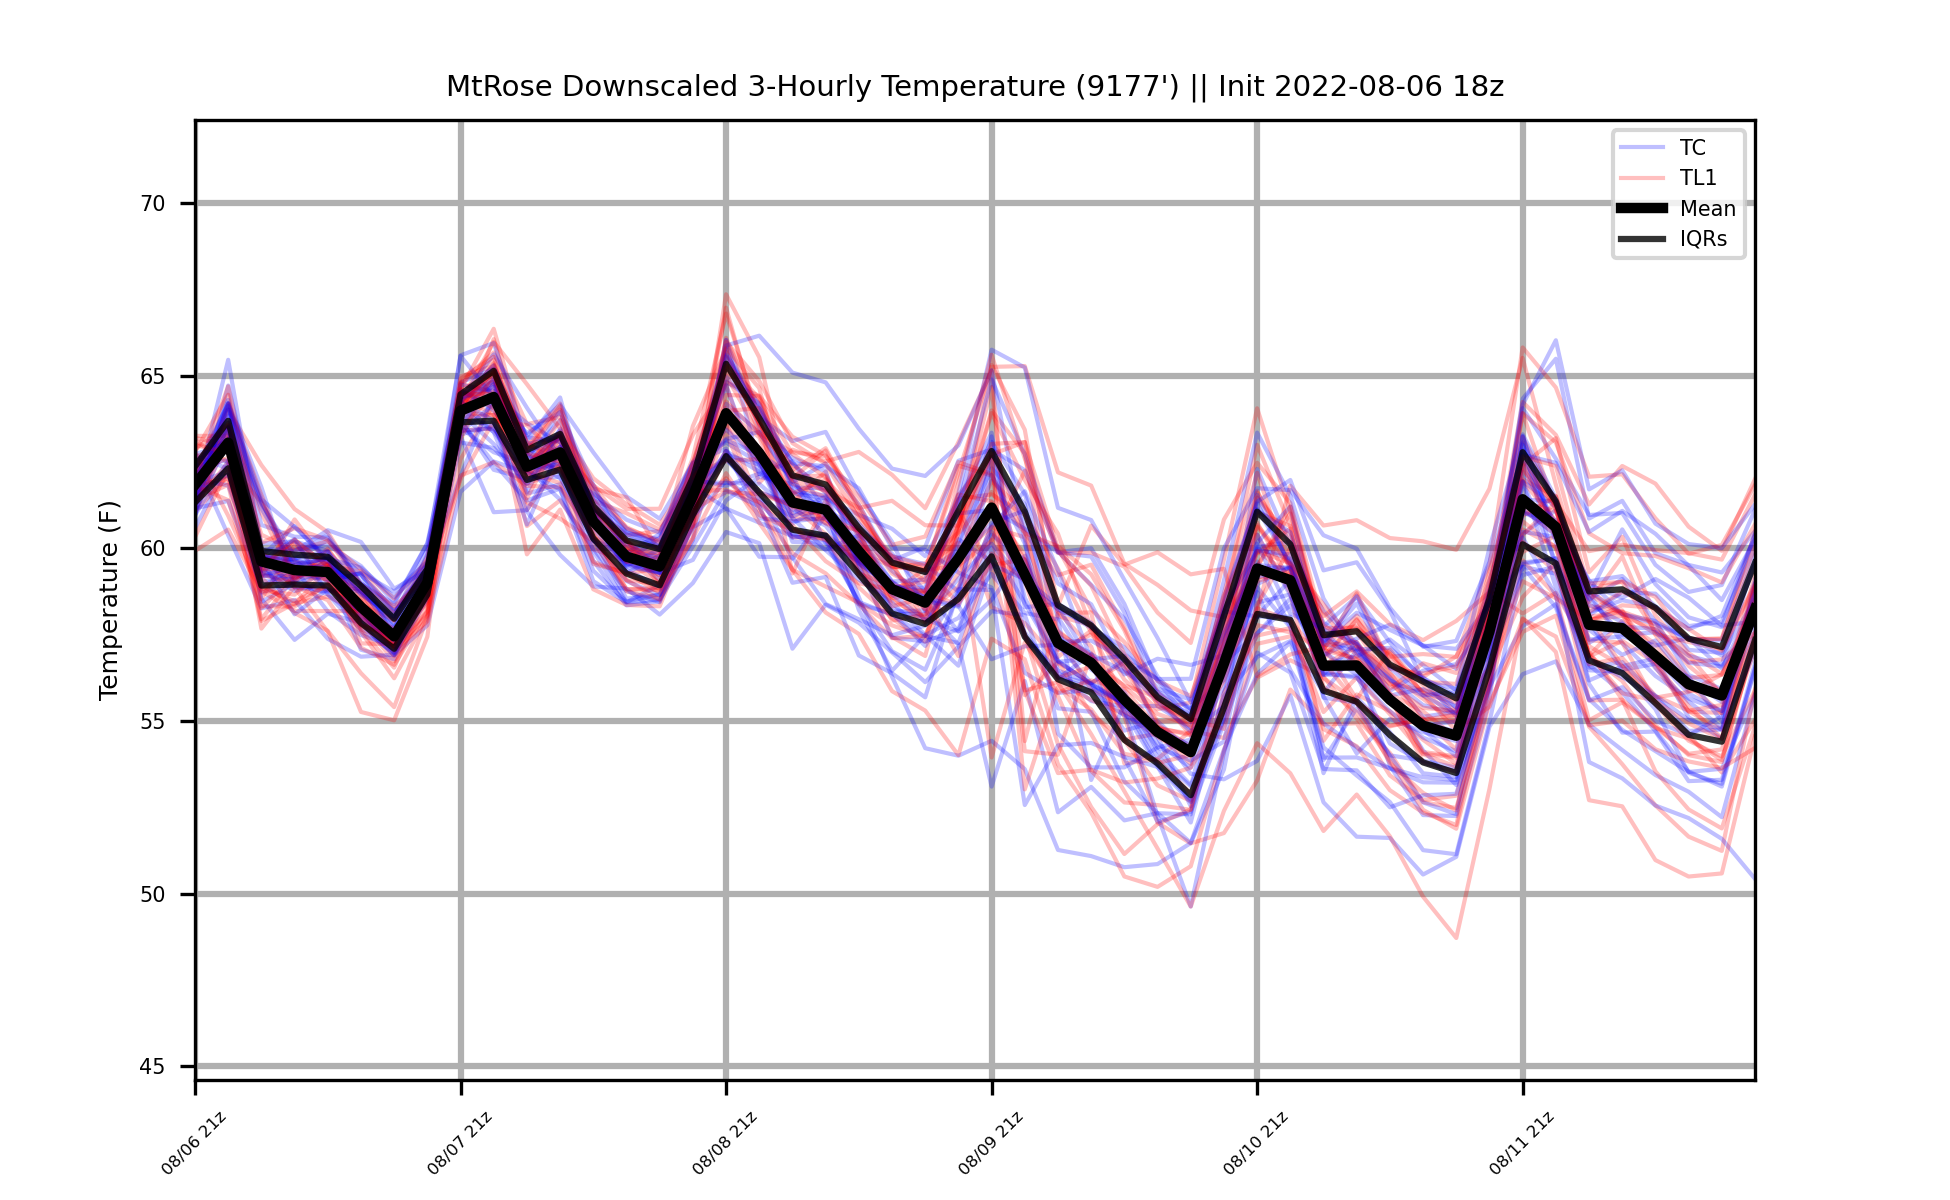 MtRose Downscaled 3-Hourly Temperature (9177') || Init 2022-08-06 18z
TC
TL1
Mean
IQRs
Temperature (F)
70
65
60
55
50
45
08/06 21z
08/07 21z
08/08 21z
08/09 21z
08/10 21z
08/11 21z